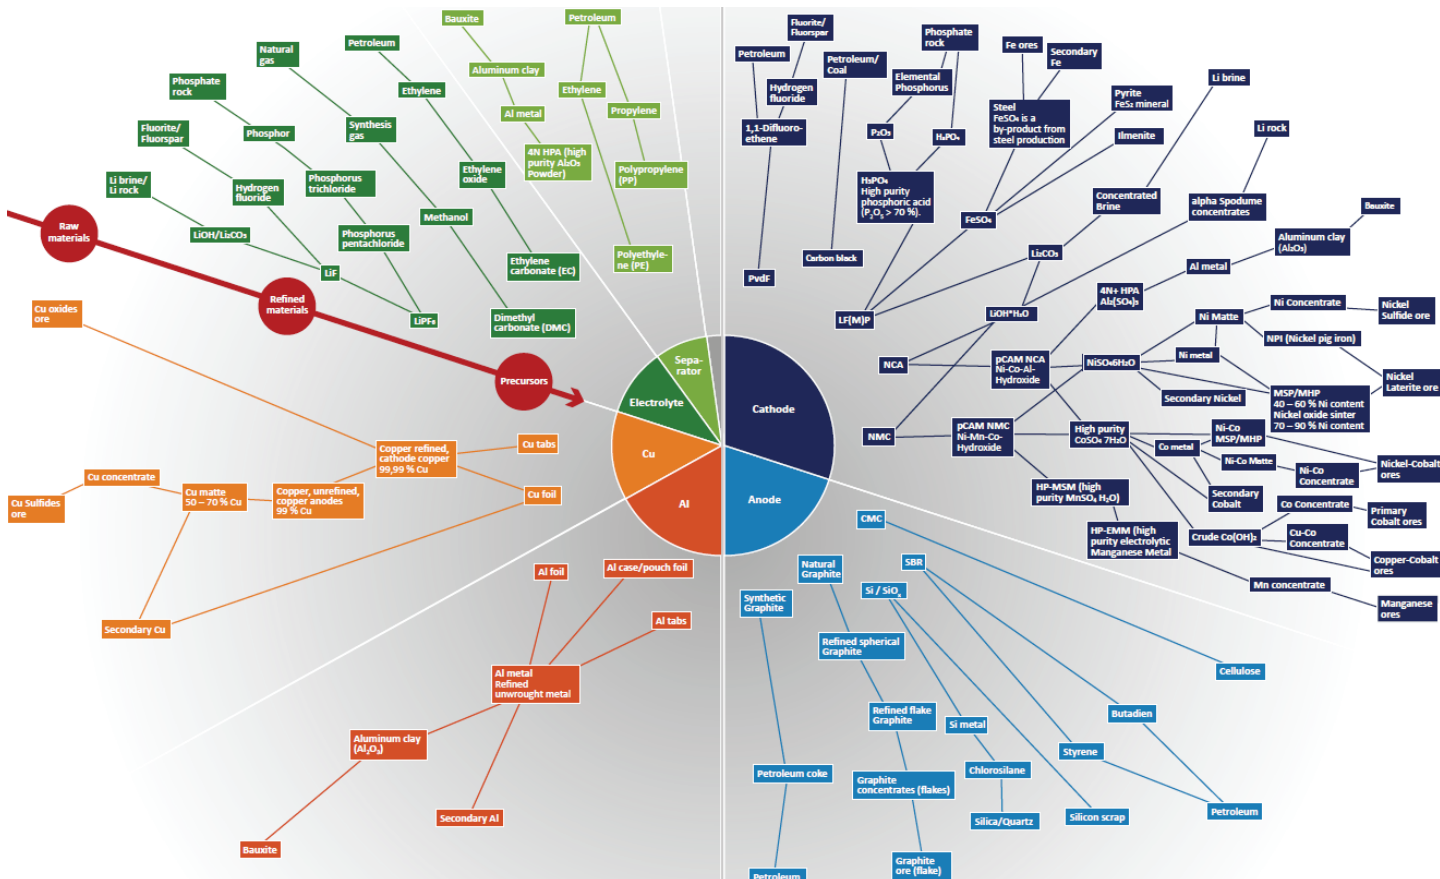 Bauxite
Petroleum
Fluorite/
Fluorspar
Phosphate
rock
Fe ores
Natural
gas
Petroleum
Petroleum
Petroleum/
Coal
Secondary
Fe
Aluminum clay
Elemental
Phosphorus
Li brine
Phosphate
rock
Ethylene
Ethylene
Hydrogen
fluoride
Pyrite
FeS₂ mineral
Al metal
Propylene
Steel
FeSO₄ is a
by-product from
steel production
Fluorite/
Fluorspar
Phosphor
Synthesis
gas
1,1-Difluoro-
ethene
P₂O₅
H₃PO₄
Ilmenite
Li rock
4N HPA (high
purity Al₂O₃
Powder)
Polypropylene
(PP)
Ethylene
oxide
Li brine/
Li rock
Hydrogen
fluoride
Phosphorus
trichloride
H₃PO₄
High purity
phosphoric acid
(P₂O₅ > 70 %).
Concentrated
Brine
alpha Spodume
concentrates
Bauxite
Raw
materials
LiOH/Li₂CO₃
Phosphorus
pentachloride
Methanol
FeSO₄
Aluminum clay
(Al₂O₃)
Polyethyle-
ne (PE)
Carbon black
Li₂CO₃
LiF
Ethylene
carbonate (EC)
PvdF
Al metal
Cu oxides
ore
Refined
materials
LiPF₆
Dimethyl
carbonate (DMC)
LF(M)P
LiOH*H₂O
4N+ HPA
Al₂(SO₄)₃
Ni Matte
Ni Concentrate
Nickel
Sulfide ore
NPI (Nickel pig iron)
Precursors
Sepa-
rator
Electrolyte
Cathode
NCA
pCAM NCA
Ni-Co-Al-
Hydroxide
NiSO₄6H₂O
Ni metal
Nickel
Laterite ore
Secondary Nickel
MSP/MHP
40 – 60 % Ni content
Nickel oxide sinter
70 – 90 % Ni content
Copper refined,
cathode copper
99,99 % Cu
Cu tabs
Cu
NMC
pCAM NMC
Ni-Mn-Co-
Hydroxide
High purity
CoSO₄ 7H₂O
Co metal
Ni-Co
MSP/MHP
Ni-Co Matte
Ni-Co
Concentrate
Nickel-Cobalt
ores
Cu concentrate
Cu Sulfides
ore
Cu matte
50 – 70 % Cu
Copper, unrefined,
copper anodes
99 % Cu
Cu foil
Al
Anode
HP-MSM (high
purity MnSO₄ H₂O)
Secondary
Cobalt
Co Concentrate
Primary
Cobalt ores
CMC
HP-EMM (high
purity electrolytic
Manganese Metal
Crude Co(OH)₂
Cu-Co
Concentrate
Copper-Cobalt
ores
Al foil
Al case/pouch foil
Natural
Graphite
SBR
Mn concentrate
Manganese
ores
Si / SiOₓ
Synthetic
Graphite
Secondary Cu
Al tabs
Refined spherical
Graphite
Cellulose
Al metal
Refined
unwrought metal
Refined flake
Graphite
Si metal
Butadien
Aluminum clay
(Al₂O₃)
Styrene
Petroleum coke
Graphite
concentrates (flakes)
Chlorosilane
Secondary Al
Silica/Quartz
Silicon scrap
Petroleum
Bauxite
Graphite
ore (flake)
Petroleum